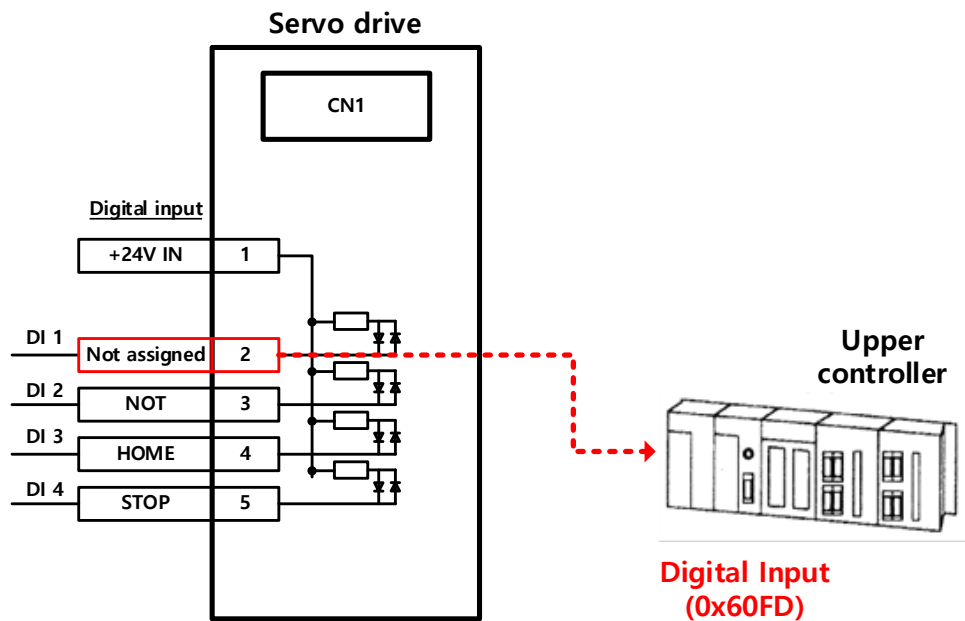 Servo drive
CN1
Digital input
+24V IN 1
DI 1 Not assigned 2
DI 2 NOT 3
DI 3 HOME 4
DI 4 STOP 5
Upper
controller
Digital Input
(0x60FD)